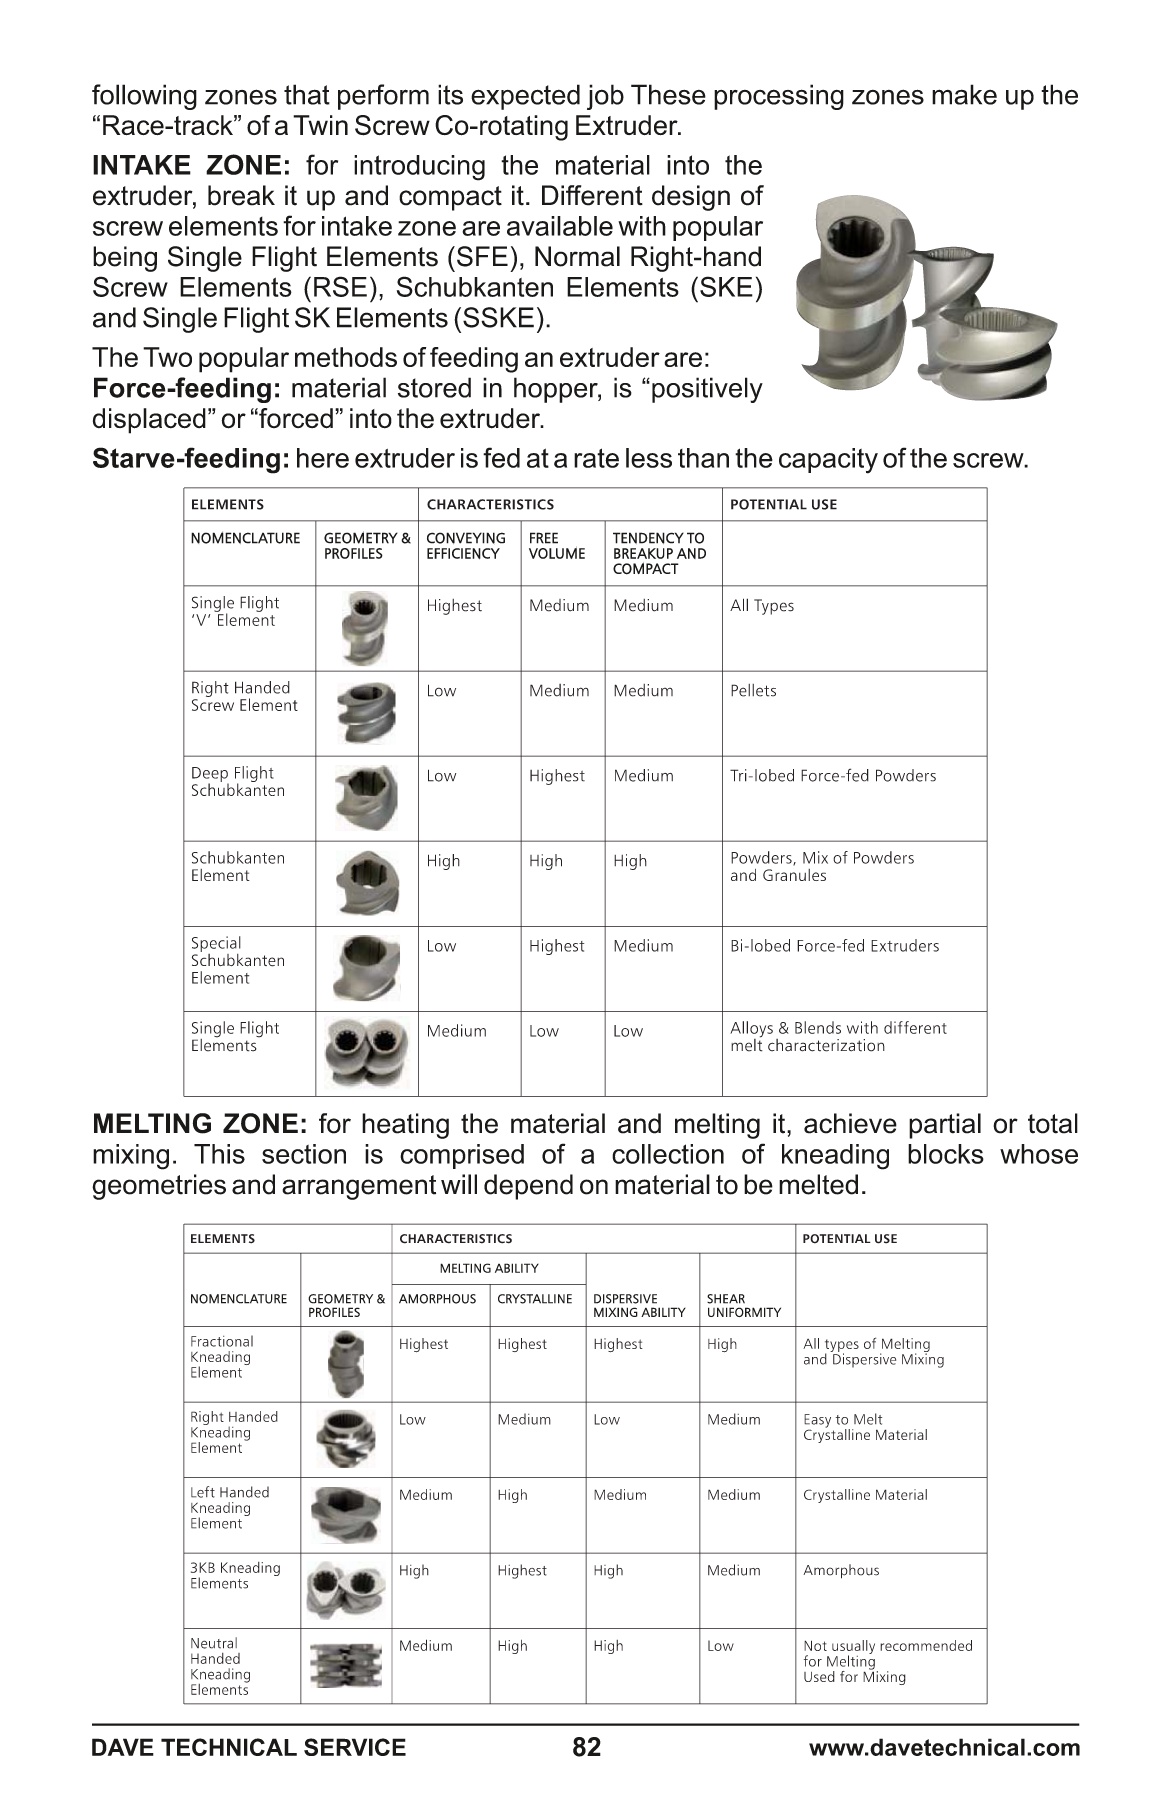 following zones that perform its expected job These processing zones make up the
“Race-track” of a Twin Screw Co-rotating Extruder.
INTAKE ZONE: for introducing the material into the
extruder, break it up and compact it. Different design of
screw elements for intake zone are available with popular
being Single Flight Elements (SFE), Normal Right-hand
Screw Elements (RSE), Schubkanten Elements (SKE)
and Single Flight SK Elements (SSKE).
The Two popular methods of feeding an extruder are:
Force-feeding: material stored in hopper, is “positively
displaced” or “forced” into the extruder.
Starve-feeding: here extruder is fed at a rate less than the capacity of the screw.
ELEMENTS CHARACTERISTICS POTENTIAL USE
NOMENCLATURE GEOMETRY & CONVEYING FREE TENDENCY TO
PROFILES EFFICIENCY VOLUME BREAKUP AND
COMPACT
Single Flight Highest Medium Medium All Types
‘V’ Element
Right Handed Low Medium Medium Pellets
Screw Element
Deep Flight Low Highest Medium Tri-lobed Force-fed Powders
Schubkanten
Schubkanten High High High Powders, Mix of Powders
Element and Granules
Special Low Highest Medium Bi-lobed Force-fed Extruders
Schubkanten
Element
Single Flight Medium Low Low Alloys & Blends with different
Elements melt characterization
MELTING ZONE: for heating the material and melting it, achieve partial or total
mixing. This section is comprised of a collection of kneading blocks whose
geometries and arrangement will depend on material to be melted.
ELEMENTS CHARACTERISTICS POTENTIAL USE
MELTING ABILITY
NOMENCLATURE GEOMETRY & AMORPHOUS CRYSTALLINE DISPERSIVE SHEAR
PROFILES MIXING ABILITY UNIFORMITY
Fractional Highest Highest Highest High All types of Melting
Kneading and Dispersive Mixing
Element
Right Handed Low Medium Low Medium Easy to Melt
Kneading Crystalline Material
Element
Left Handed Medium High Medium Medium Crystalline Material
Kneading
Element
3KB Kneading High Highest High Medium Amorphous
Elements
Neutral Medium High High Low Not usually recommended
Handed for Melting
Kneading Used for Mixing
Elements
DAVE TECHNICAL SERVICE 82 www.davetechnical.com